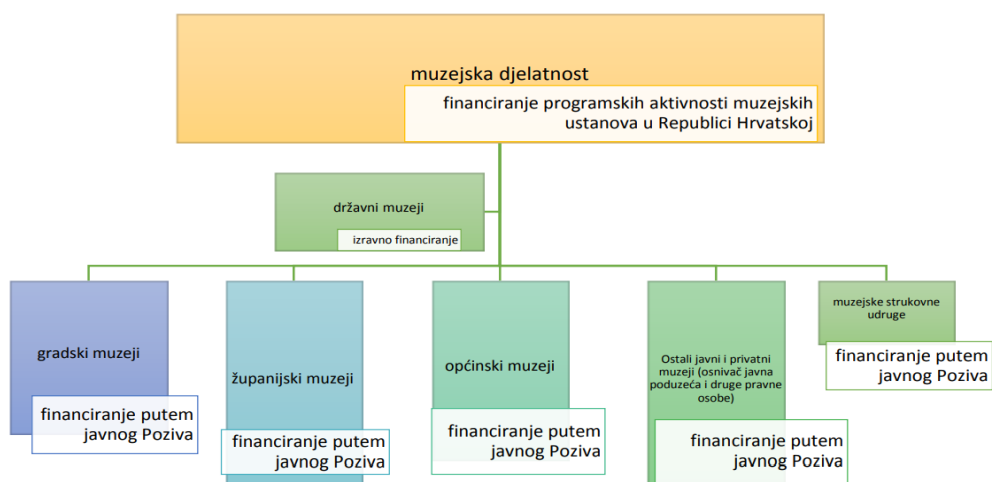 muzejska djelatnost
financiranje programskih aktivnosti muzejskih
ustanova u Republici Hrvatskoj
državni muzeji
izravno financiranje
gradski muzeji
financiranje putem
javnog Poziva
županijski muzeji
financiranje putem
javnog Poziva
općinski muzeji
financiranje putem
javnog Poziva
Ostali javni i privatni
muzeji (osnivač javna
poduzeća i druge pravne
osobe)
financiranje putem
javnog Poziva
muzejske strukovne
udruge
financiranje putem
javnog Poziva